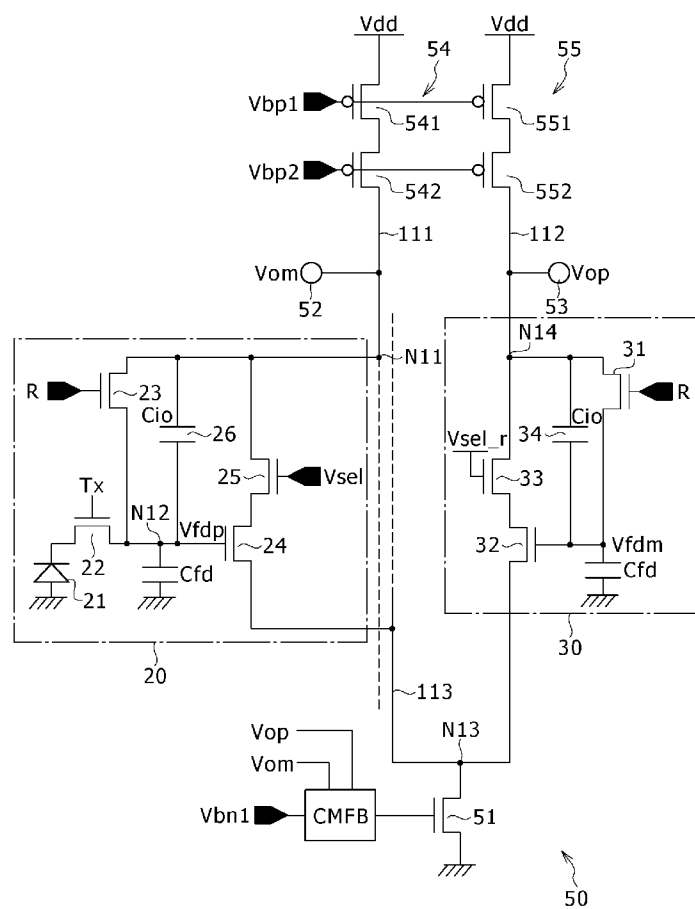 Vdd Vdd
54 55
Vbp1
541 551
Vbp2
542 552
111 112
Vom Vop
52 53
N11 N14
31
R 23 Cio R
Cio 26 34
Vsel_r
25 Vsel 33
Tx
N12 Vfdp 32
24 Vfdm
22 Cfd Cfd
21
20 30
113
Vop N13
Vom
Vbn1 CMFB 51
50